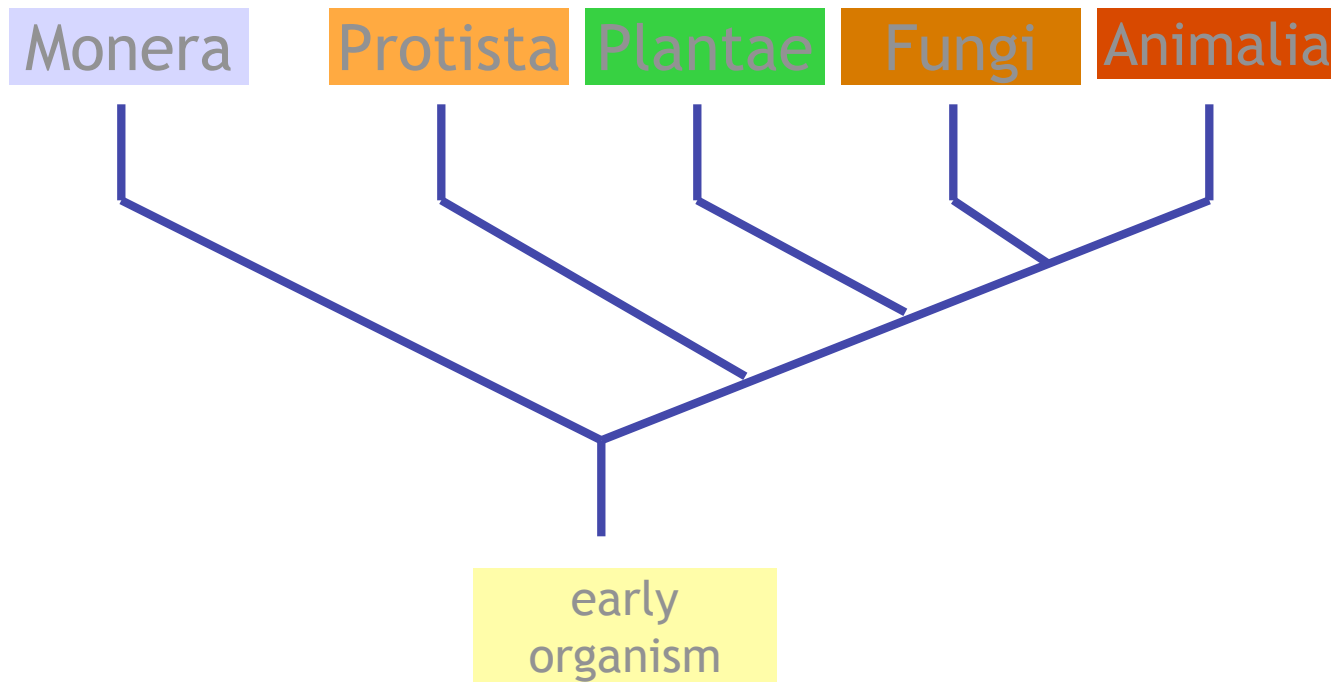 Monera
Protista
Plantae
Fungi
Animalia
early
organism